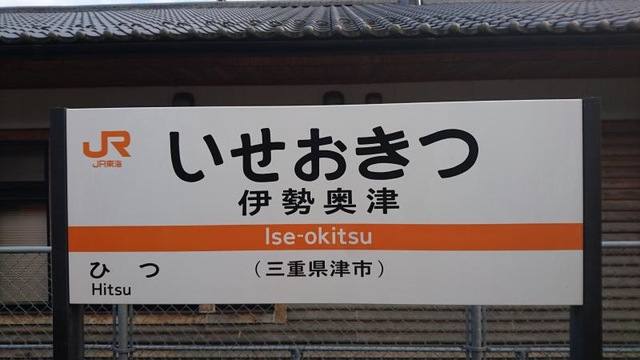 JR
JR東海
いせおきつ
伊勢奥津
Ise-okitsu
ひつ
Hitsu
(三重県津市)